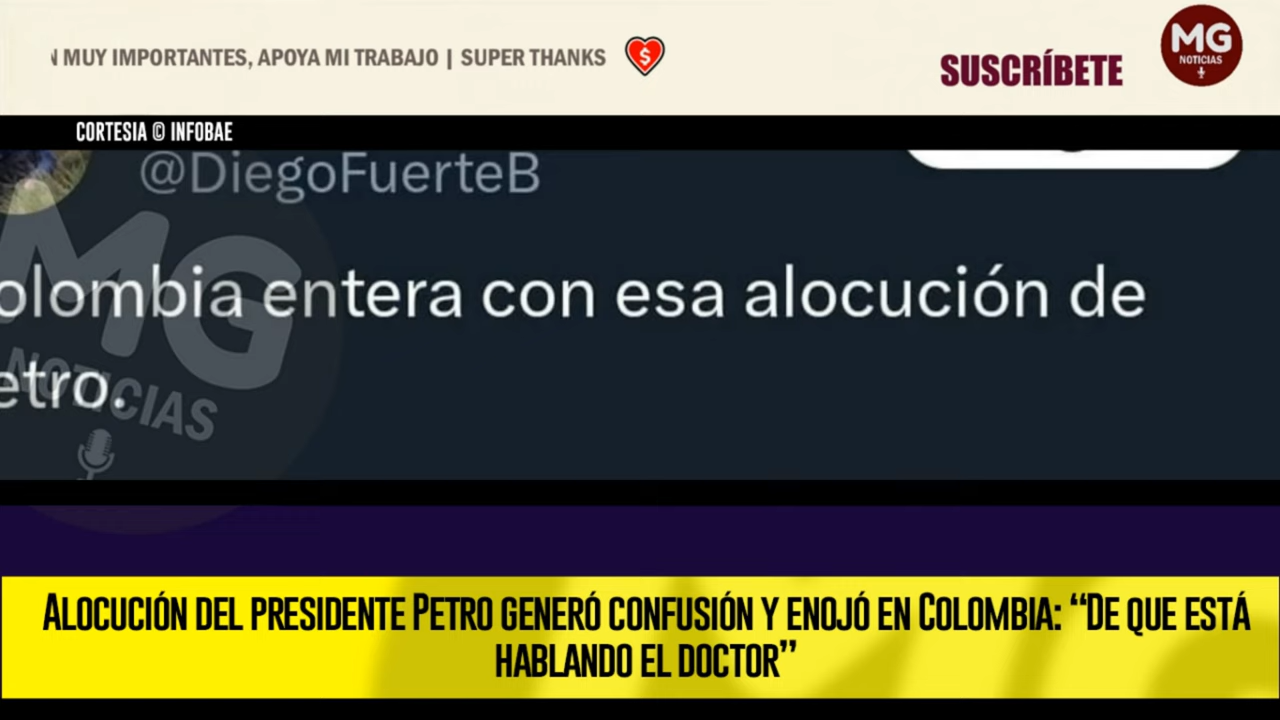 MUY IMPORTANTES, APOYA MI TRABAJO | SUPER THANKS
SUSCRÍBETE
MG
NOTICIAS
CORTESIA © INFOBAE
@DiegoFuerteB
olombia entera con esa alocución de
etro.
MG
NOTICIAS
ALOCUCIÓN DEL PRESIDENTE PETRO GENERÓ CONFUSIÓN Y ENOJÓ EN COLOMBIA: “DE QUE ESTÁ
HABLANDO EL DOCTOR”